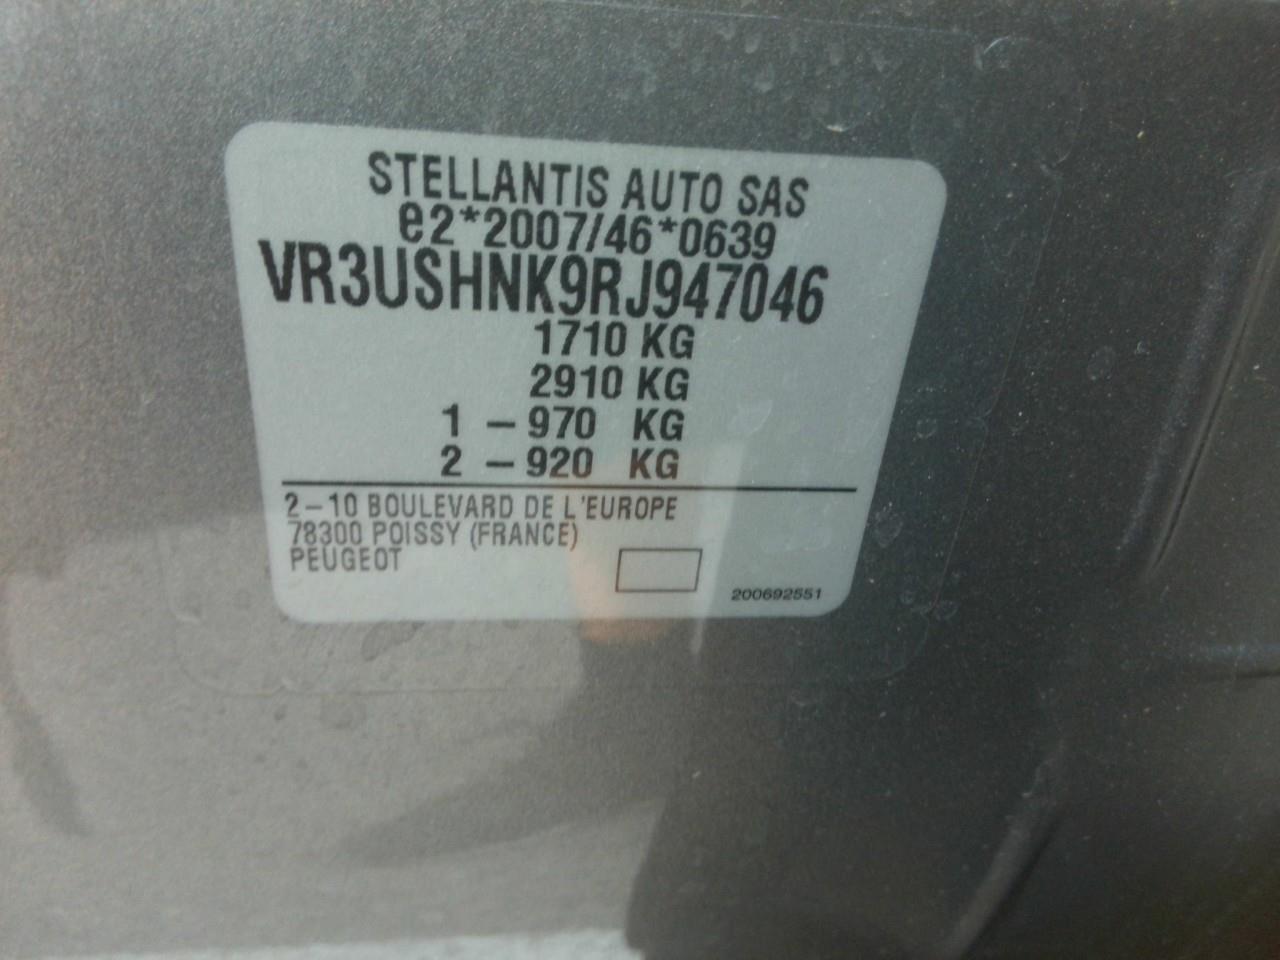 STELLANTIS AUTO SAS
e2*2007/46*0639
VR3USHNK9RJ947046
1710 KG
2910 KG
1 – 970 KG
2 – 920 KG
2–10 BOULEVARD DE L'EUROPE
78300 POISSY (FRANCE)
PEUGEOT
200692551